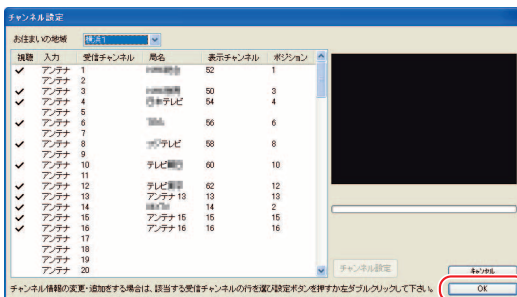 チャンネル設定
お住まいの地域 横浜1
視聴 入力 受信チャンネル 局名 表示チャンネル ポジション
アンテナ 1 52 1
アンテナ 2
アンテナ 3 50 3
アンテナ 4 テレビ 54 4
アンテナ 5
アンテナ 6 56 6
アンテナ 7
アンテナ 8 テレビ 58 8
アンテナ 9
アンテナ 10 テレビ 60 10
アンテナ 11
アンテナ 12 テレビ 62 12
アンテナ 13 アンテナ 13 13 13
アンテナ 14 14 2
アンテナ 15 アンテナ 15 15 15
アンテナ 16 アンテナ 16 16 16
アンテナ 17
アンテナ 18
アンテナ 19
アンテナ 20
チャンネル設定
キャンセル
チャンネル情報の変更・追加をする場合は、該当する受信チャンネルの行を選び設定ボタンを押すか左ダブルクリックして下さい。
OK